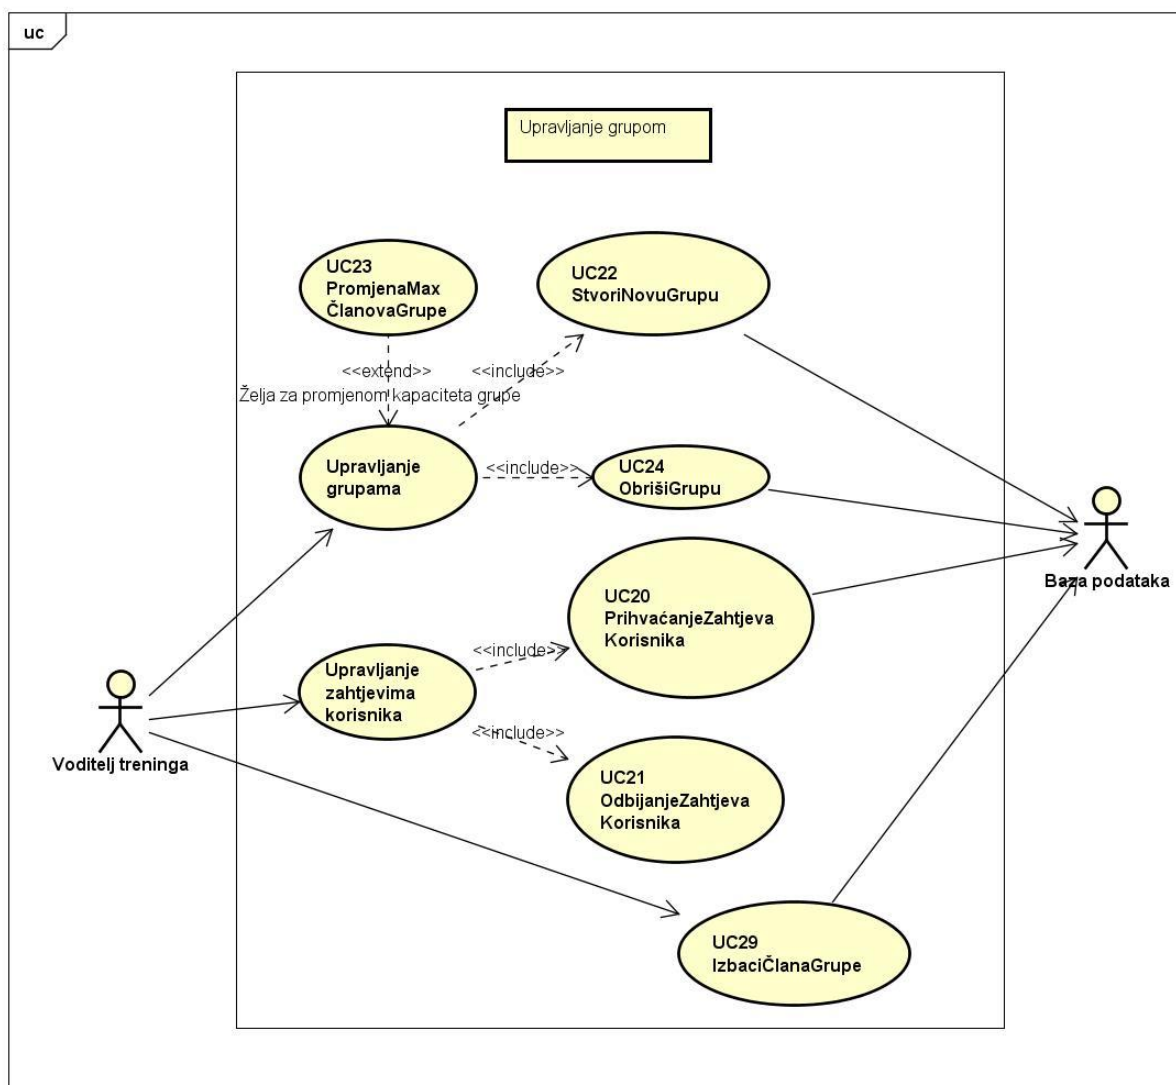 uc
Upravljanje grupom
UC23
PromjenaMax
ČlanovaGrupe
UC22
StvoriNovuGrupu
<<extend>>
<<include>>
Želja za promjenom kapaciteta grupe
Upravljanje
grupama
<<include>>
UC24
ObrišiGrupu
Baza podataka
UC20
PrihvaćanjeZahtjeva
Korisnika
<<include>>
Upravljanje
zahtjevima
korisnika
<<include>>
Voditelj treninga
UC21
OdbijanjeZahtjeva
Korisnika
UC29
IzbaciČlanaGrupe